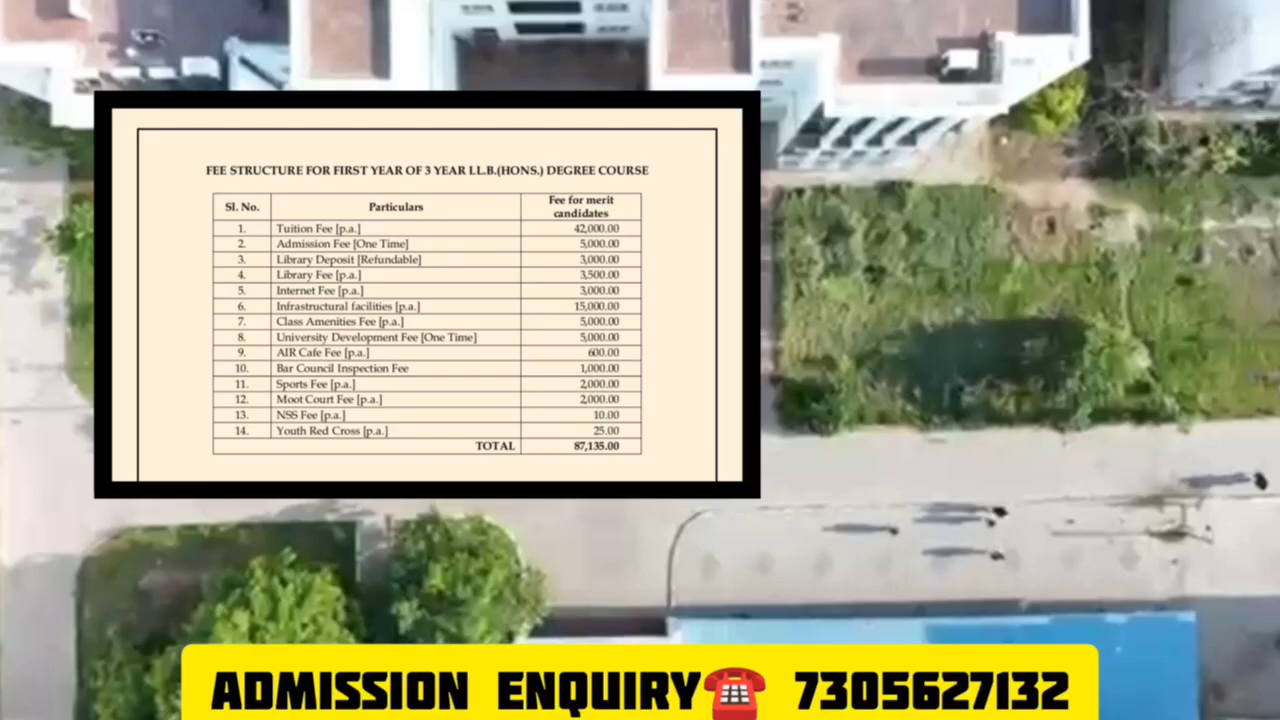 FEE STRUCTURE FOR FIRST YEAR OF 3 YEAR LL.B.(HONS.) DEGREE COURSE
Sl. No. Particulars Fee for merit candidates
1. Tuition Fee [p.a.] 42,000.00
2. Admission Fee [One Time] 5,000.00
3. Library Deposit [Refundable] 3,000.00
4. Library Fee [p.a.] 3,500.00
5. Internet Fee [p.a.] 3,000.00
6. Infrastructural facilities [p.a.] 15,000.00
7. Class Amenities Fee [p.a.] 5,000.00
8. University Development Fee [One Time] 5,000.00
9. AIR Cafe Fee [p.a.] 600.00
10. Bar Council Inspection Fee 1,000.00
11. Sports Fee [p.a.] 2,000.00
12. Moot Court Fee [p.a.] 2,000.00
13. NSS Fee [p.a.] 10.00
14. Youth Red Cross [p.a.] 25.00
TOTAL 87,135.00
ADMISSION ENQUIRY☎️ 7305627132